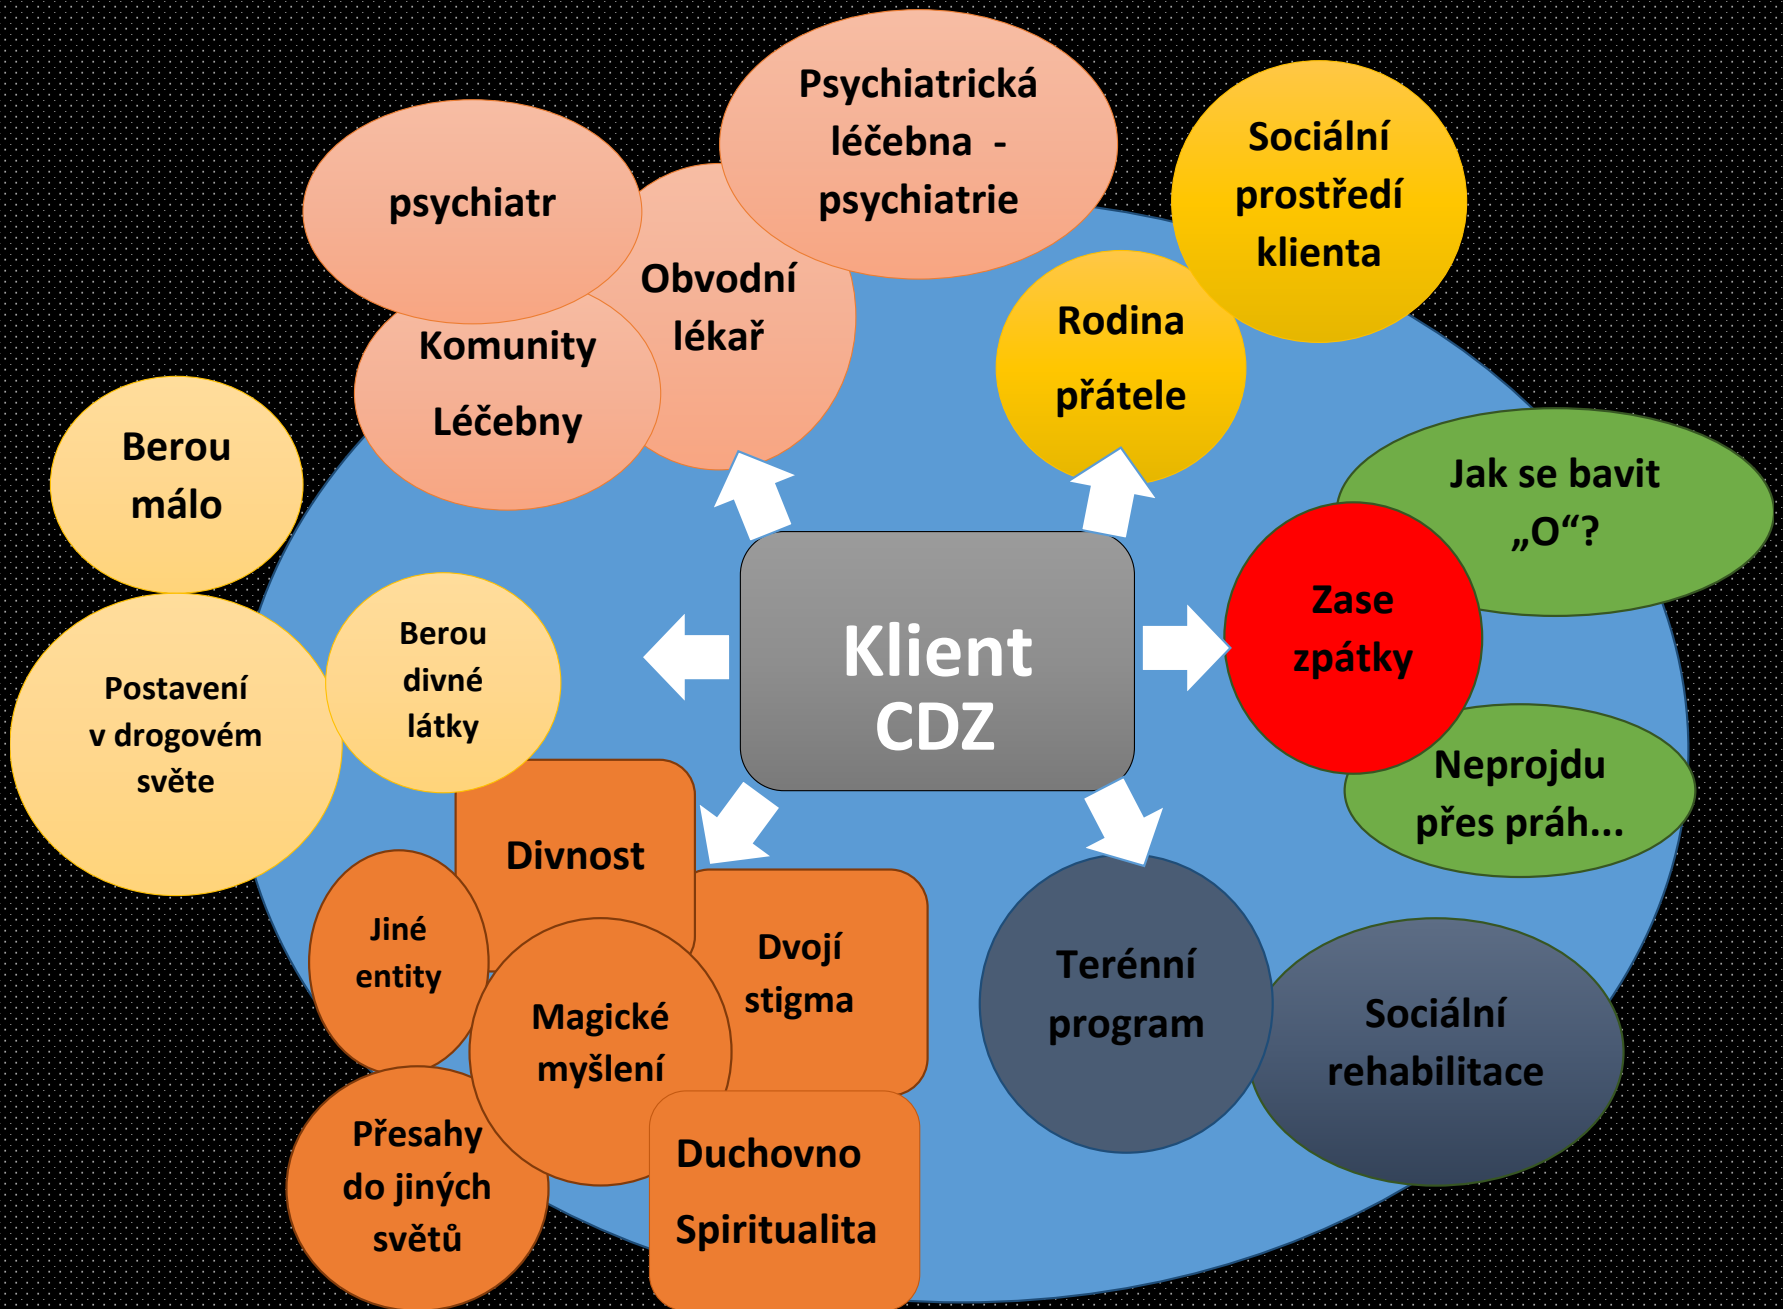 Psychiatrická
léčebna -
psychiatrie
Sociální
prostředí
klienta
psychiatr
Obvodní
lékař
Komunity
Léčebny
Rodina
přátele
Berou
málo
Jak se bavit
„O“?
Zase
zpátky
Klient
CDZ
Berou
divné
látky
Postavení
v drogovém
světe
Neprojdu
přes práh...
Divnost
Jiné
entity
Dvojí
stigma
Magické
myšlení
Terénní
program
Sociální
rehabilitace
Přesahy
do jiných
světů
Duchovno
Spiritualita